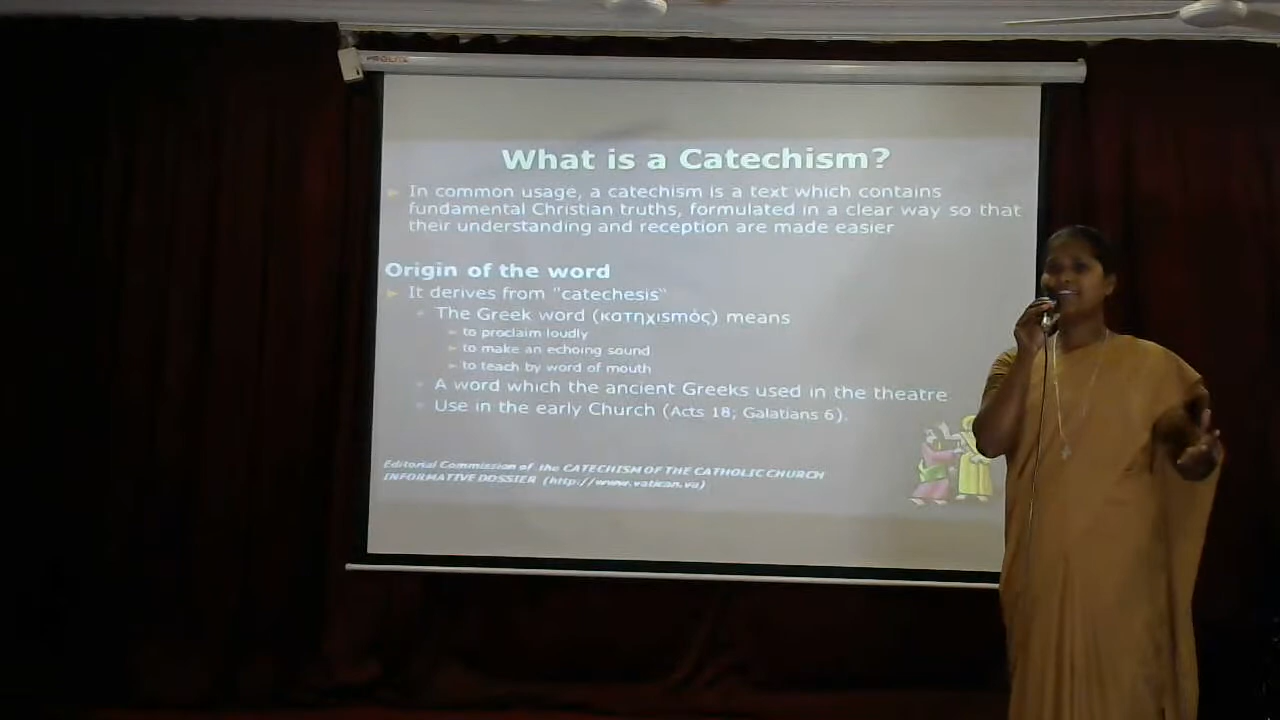 PROLITE
What is a Catechism?
In common usage, a catechism is a text which contains
fundamental Christian truths, formulated in a clear way so that
their understanding and reception are made easier
Origin of the word
It derives from "catechesis"
The Greek word (κατηχισμός) means
to proclaim loudly
to make an echoing sound
to teach by word of mouth
A word which the ancient Greeks used in the theatre
Use in the early Church (Acts 18; Galatians 6).
Editorial Commission of the CATECHISM OF THE CATHOLIC CHURCH
INFORMATIVE DOSSIER (http://www.vatican.va)